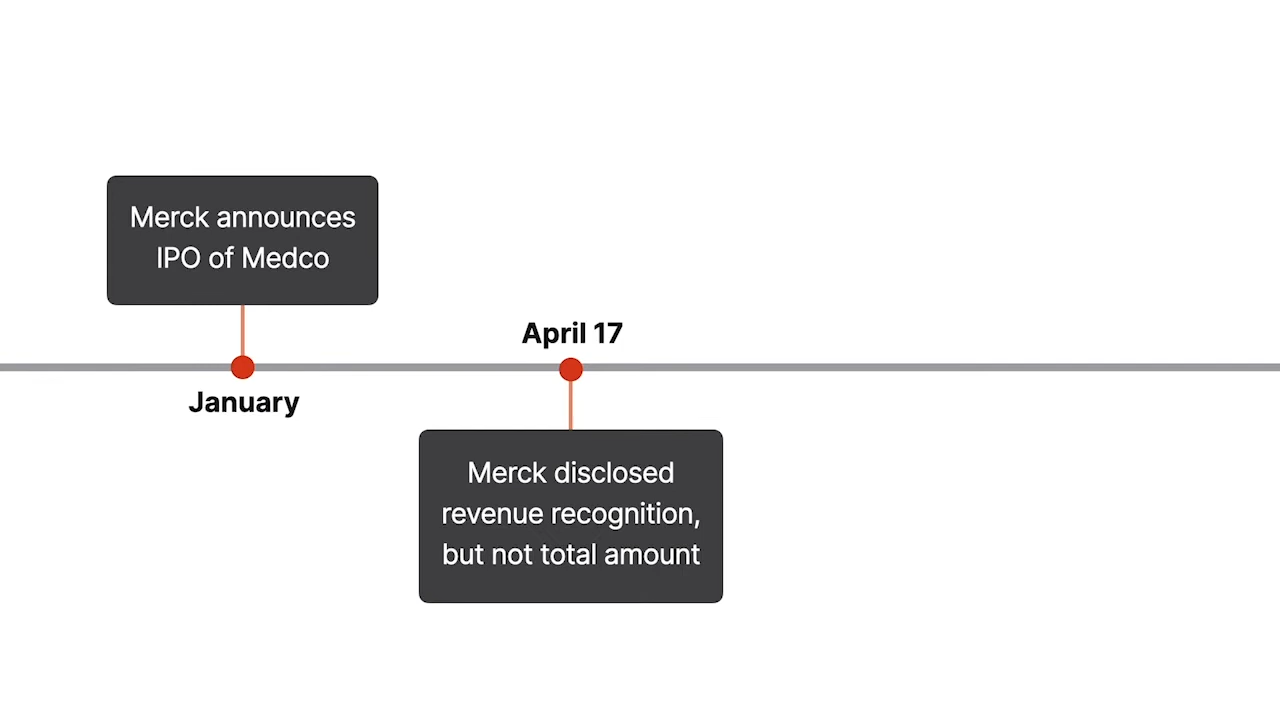 Merck announces
IPO of Medco
January
April 17
Merck disclosed
revenue recognition,
but not total amount